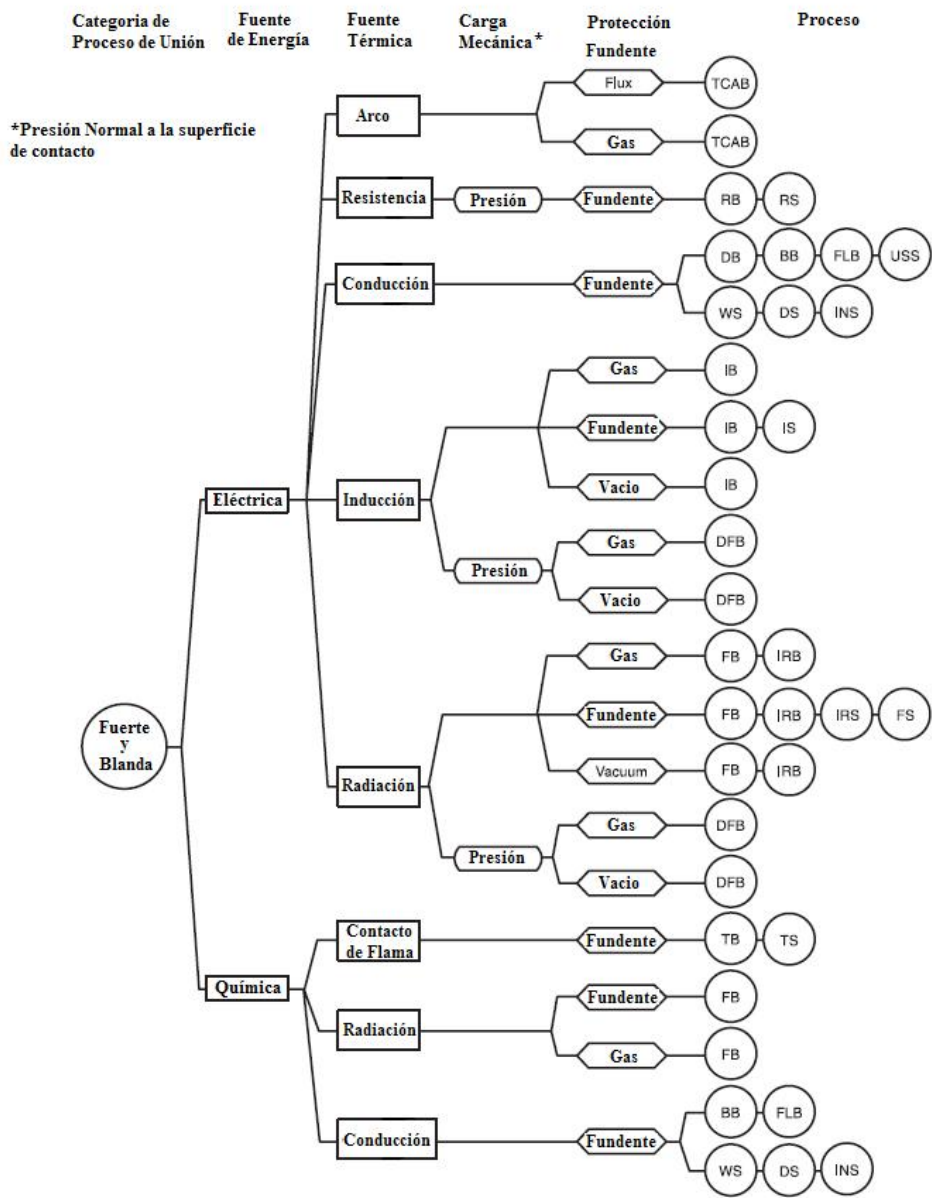 Categoria de
Proceso de Unión
Fuente
de Energía
Fuente
Térmica
Carga
Mecánica*
Protección
Fundente
Proceso
*Presión Normal a la superficie
de contacto
Arco
Flux
TCAB
Gas
TCAB
Resistencia
Presión
Fundente
RB
RS
Conducción
Fundente
DB
BB
FLB
USS
WS
DS
INS
Gas
IB
Fundente
IB
IS
Eléctrica
Inducción
Vacio
IB
Gas
DFB
Presión
Vacio
DFB
Gas
FB
IRB
Fuerte
y
Blanda
Fundente
FB
IRB
IRS
FS
Radiación
Vacuum
FB
IRB
Gas
DFB
Presión
Vacio
DFB
Contacto
de Flama
Fundente
TB
TS
Química
Fundente
FB
Radiación
Gas
FB
Conducción
Fundente
BB
FLB
WS
DS
INS